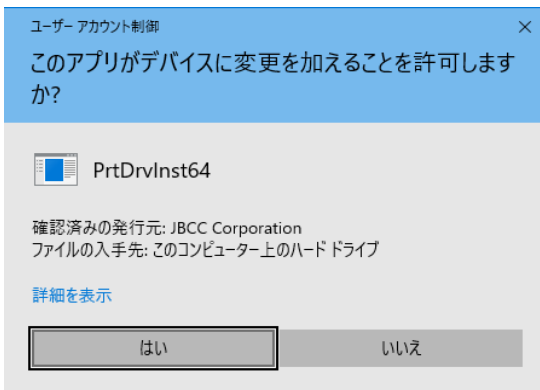 ユーザー アカウント制御
このアプリがデバイスに変更を加えることを許可します
か?
PrtDrvInst64
確認済みの発行元: JBCC Corporation
ファイルの入手先: このコンピューター上のハード ドライブ
詳細を表示
はい
いいえ